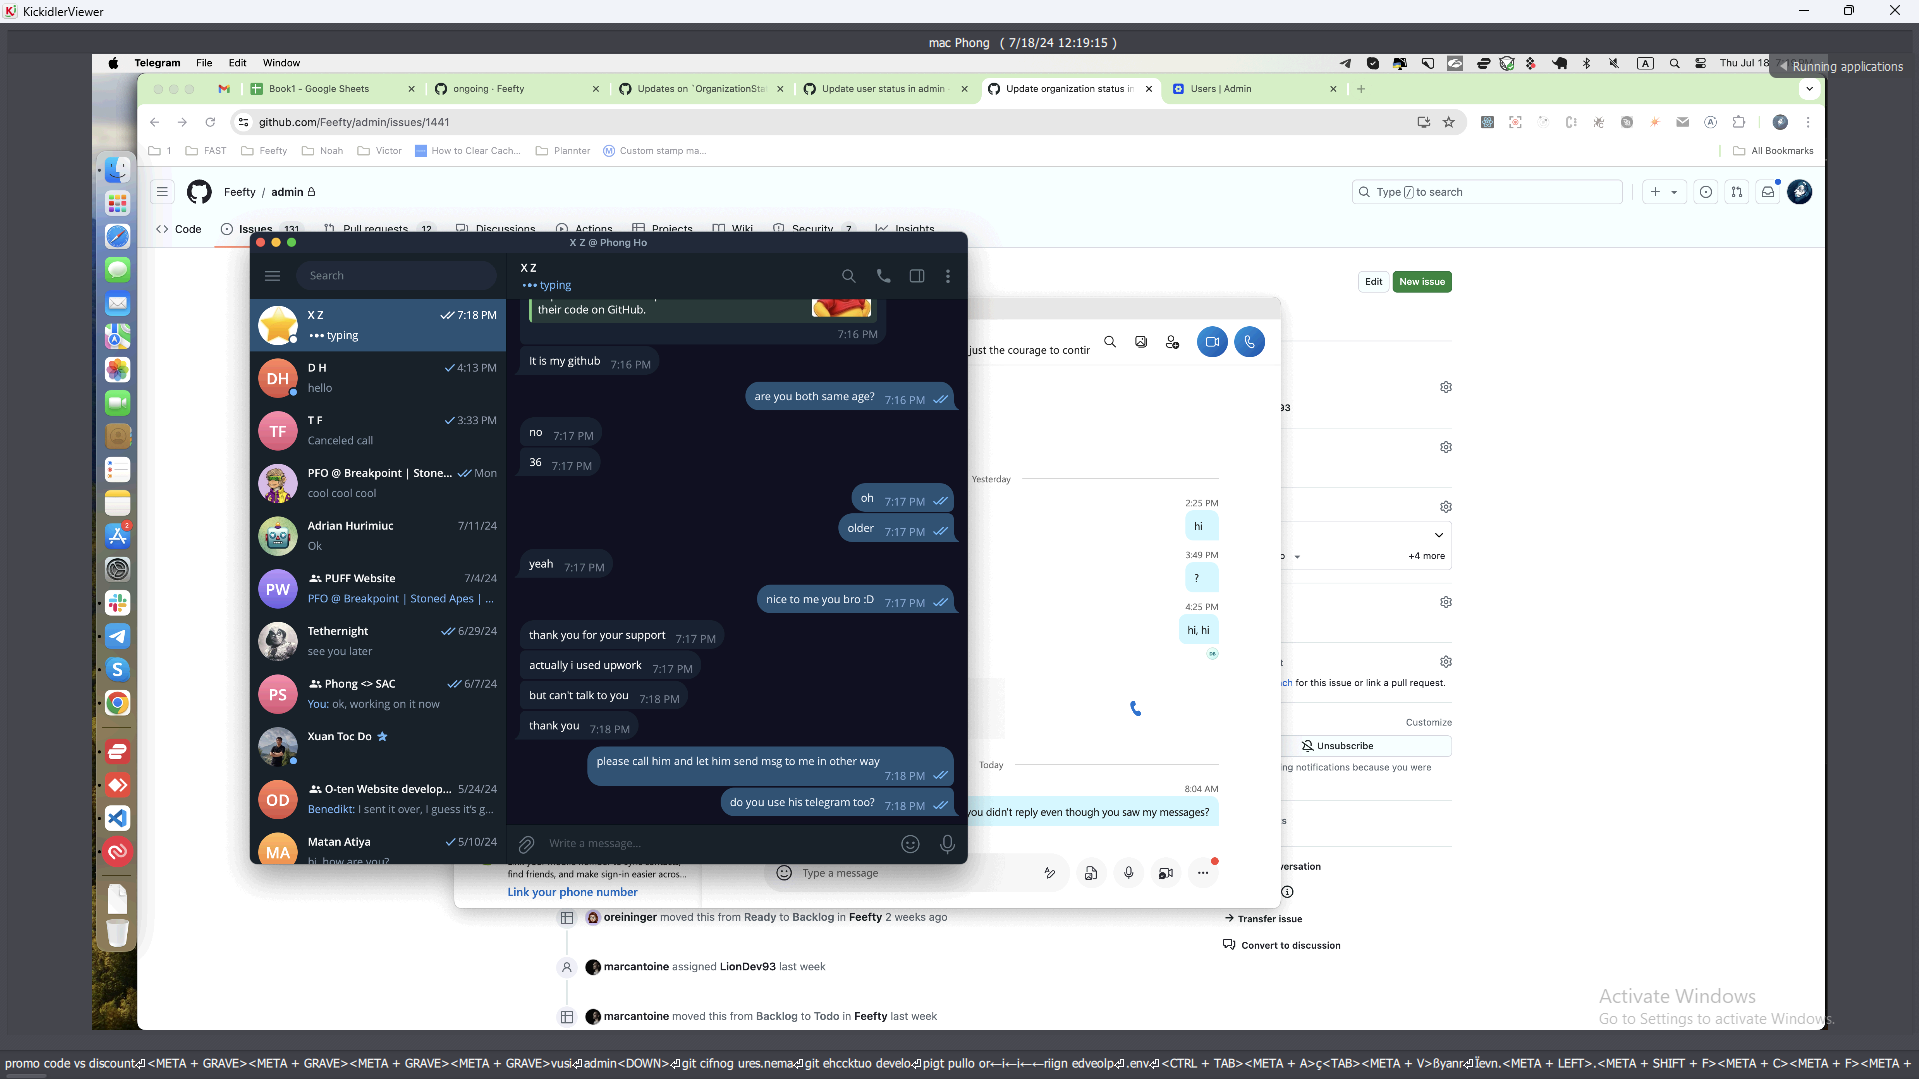 KickidlerViewer
mac Phong ( 7/18/24 12:19:15 )
Telegram File Edit Window
Thu Jul 18
Running applications
Book1 - Google Sheets
ongoing · Feefty
Updates on `OrganizationSta
Update user status in admin
Update organization status in
Users | Admin
github.com/Feefty/admin/issues/1441
1
FAST
Feefty
Noah
Victor
How to Clear Cach...
Plannter
Custom stamp ma...
All Bookmarks
Feefty / admin
Type / to search
Code
Issues 131
Pull requests 12
Discussions
Actions
Projects
Wiki
Security 7
Insights
X Z @ Phong Ho
Search
X Z
typing
Edit
New issue
X Z
7:18 PM
typing
D H
4:13 PM
hello
T F
3:33 PM
Canceled call
PFO @ Breakpoint | Stone...
Mon
cool cool cool
Adrian Hurimiuc
7/11/24
Ok
PUFF Website
7/4/24
PFO @ Breakpoint | Stoned Apes | ...
Tethernight
6/29/24
see you later
Phong <> SAC
6/7/24
You: ok, working on it now
Xuan Toc Do
O-ten Website develop...
5/24/24
Benedikt: I sent it over, I guess it's g...
Matan Atiya
5/10/24
hi, how are you?
DH
TF
PW
PS
OD
MA
their code on GitHub.
7:16 PM
It is my github 7:16 PM
are you both same age? 7:16 PM
no 7:17 PM
36 7:17 PM
oh 7:17 PM
older 7:17 PM
yeah 7:17 PM
nice to me you bro :D 7:17 PM
thank you for your support 7:17 PM
actually i used upwork 7:17 PM
but can't talk to you 7:18 PM
thank you 7:18 PM
please call him and let him send msg to me in other way
7:18 PM
do you use his telegram too? 7:18 PM
Write a message...
just the courage to contir
Yesterday
2:25 PM
hi
3:49 PM
?
4:25 PM
hi, hi
Today
8:04 AM
you didn't reply even though you saw my messages?
Type a message
find friends, and make sign-in easier acros...
Link your phone number
93
+4 more
for this issue or link a pull request.
Customize
Unsubscribe
notifications because you were
Transfer issue
Convert to discussion
oreininger moved this from Ready to Backlog in Feefty 2 weeks ago
marcantoine assigned LionDev93 last week
marcantoine moved this from Backlog to Todo in Feefty last week
Activate Windows
Go to Settings to activate Windows.
promo code vs discount⏎<META + GRAVE><META + GRAVE><META + GRAVE><META + GRAVE>vusi⏎admin<DOWN>⏎git cifnog ures.nema⏎git ehccktuo develo⏎pigt pullo or←i←i←←riign edveolp⏎.env⏎<CTRL + TAB><META + A>ç<TAB><META + V>ßyanr⏎Ïevn.<META + LEFT>.<META + SHIFT + F><META + C><META + F><META +